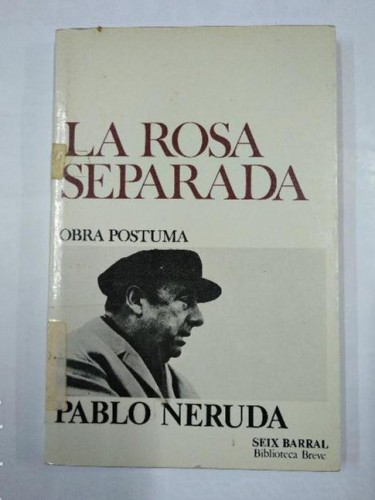 LA ROSA
SEPARADA
OBRA POSTUMA
PABLO NERUDA
SEIX BARRAL
Biblioteca Breve